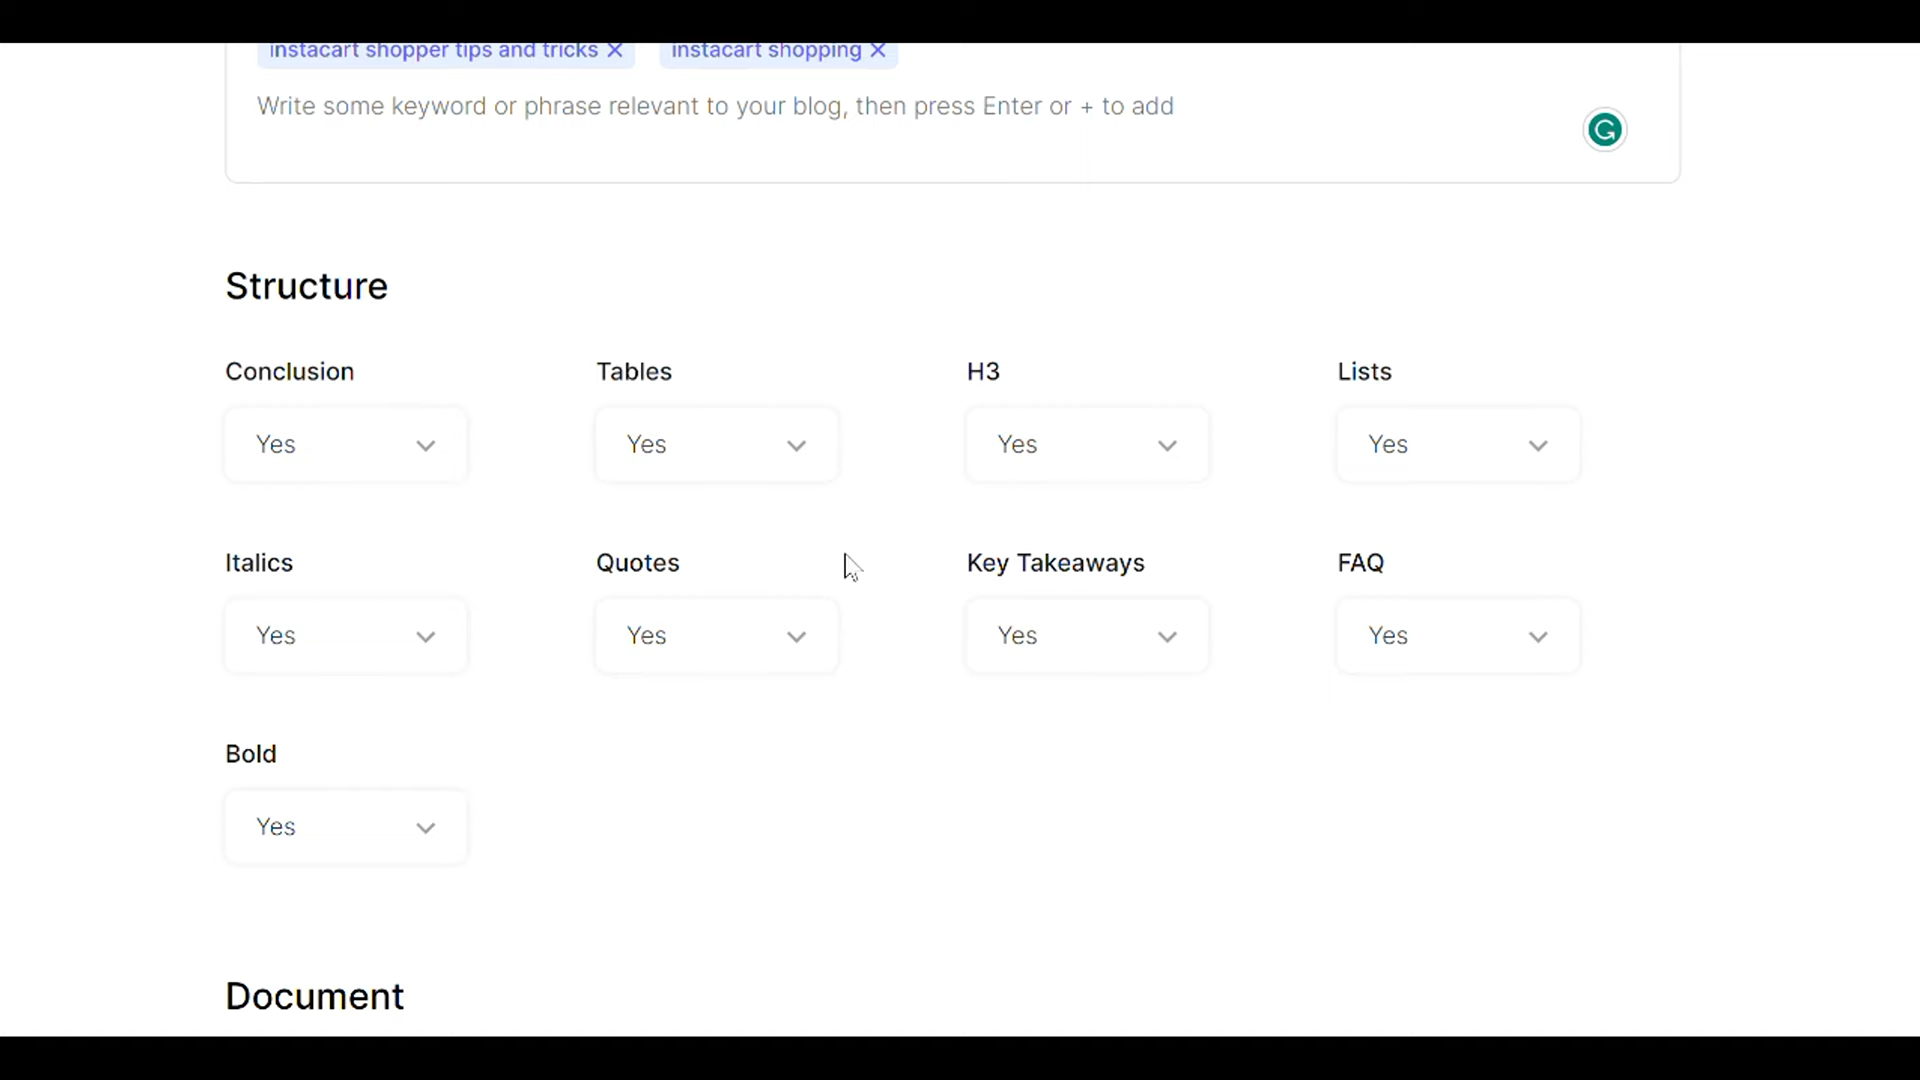 instacart shopper tips and tricks ✕ instacart shopping ✕
Write some keyword or phrase relevant to your blog, then press Enter or + to add
Structure
Conclusion Tables H3 Lists
Yes Yes Yes Yes
Italics Quotes Key Takeaways FAQ
Yes Yes Yes Yes
Bold
Yes
Document